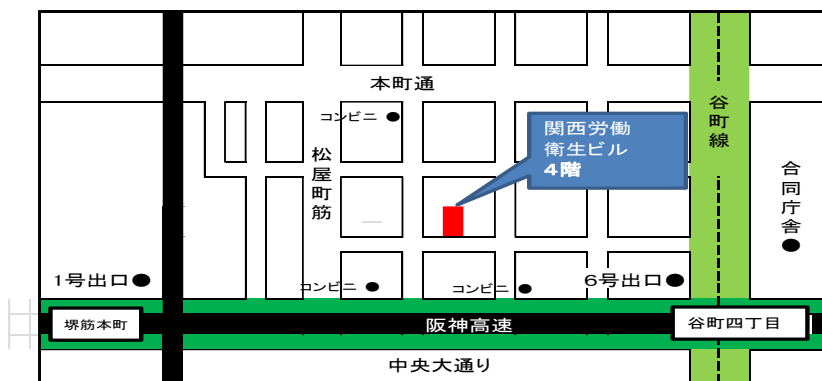 本町通
コンビニ
関西労働
衛生ビル
4階
谷町線
松屋町筋
合同庁舎
1号出口
6号出口
コンビニ
コンビニ
堺筋本町
阪神高速
谷町四丁目
中央大通り